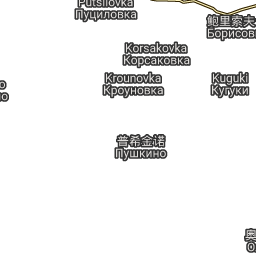 Putsilovka
Пуциловка
鲍里索夫
Борисов
Korsakovka
Корсаковка
Krounovka
Кроуновка
Kuguki
Кугуки
普希金诺
Пушкино